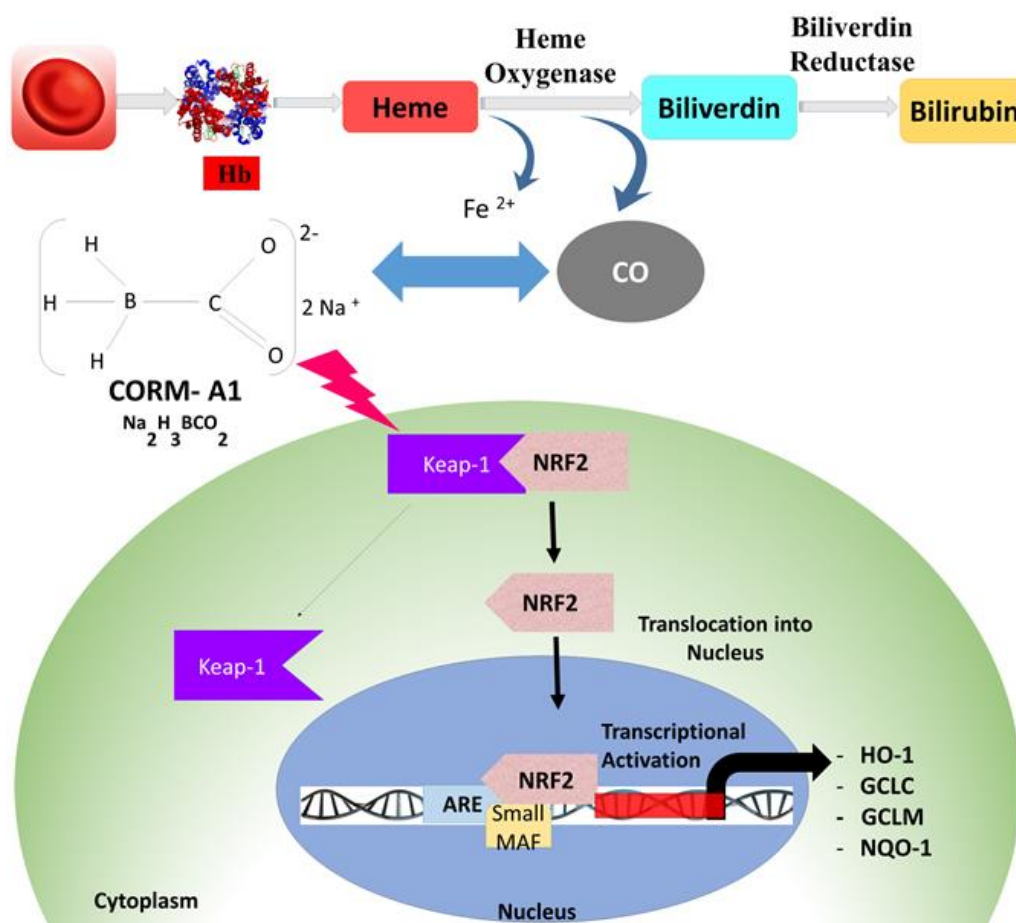 Heme
Oxygenase
Biliverdin
Reductase
Heme
Biliverdin
Bilirubin
Hb
Fe 2+
CO
H
H
H
B
C
O
O
2-
2 Na +
CORM- A1
Na2H3BCO2
Keap-1
NRF2
NRF2
Translocation into
Nucleus
Keap-1
Transcriptional
Activation
NRF2
ARE
Small
MAF
- HO-1
- GCLC
- GCLM
- NQO-1
Cytoplasm
Nucleus